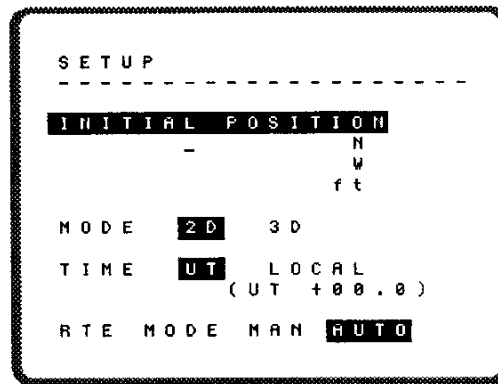 SETUP
INITIAL POSITION
N
W
ft
MODE 2D 3D
TIME UT LOCAL
(UT +00.0)
RTE MODE MAN AUTO